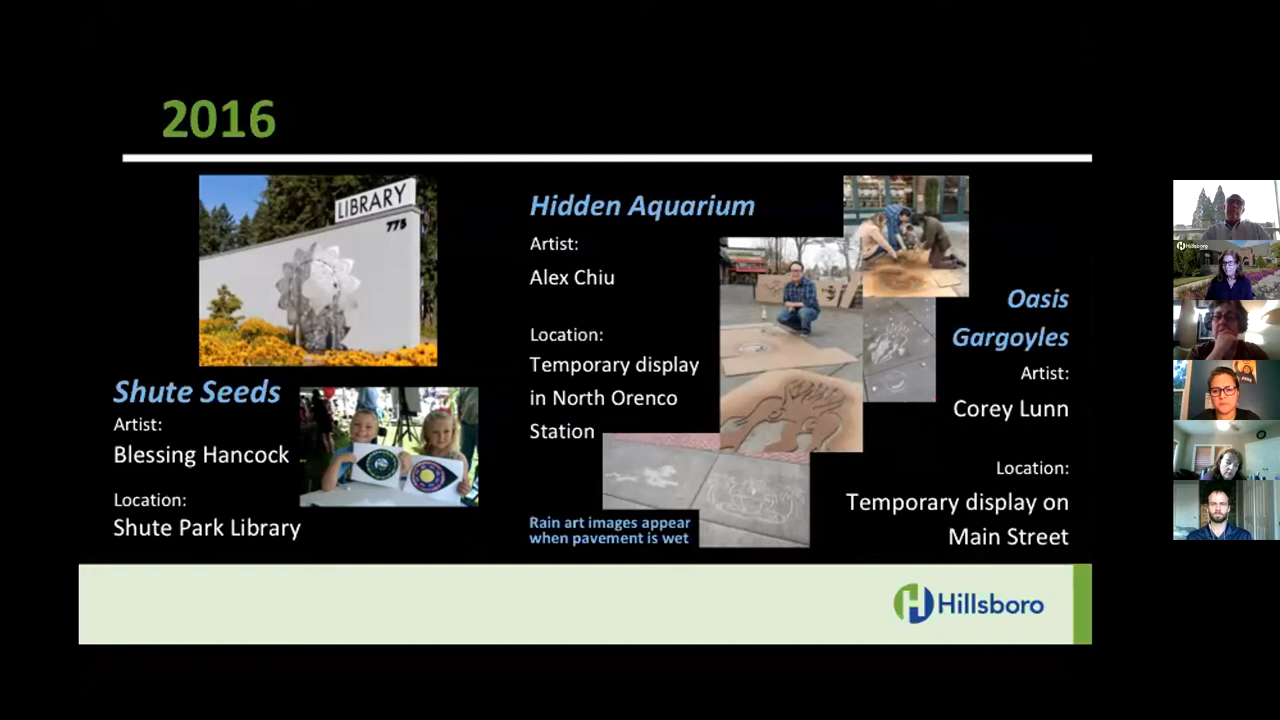 2016
LIBRARY
775
Shute Seeds
Artist:
Blessing Hancock
Location:
Shute Park Library
Hidden Aquarium
Artist:
Alex Chiu
Location:
Temporary display
in North Orenco
Station
Rain art images appear
when pavement is wet
Oasis
Gargoyles
Artist:
Corey Lunn
Location:
Temporary display on
Main Street
Hillsboro
Hillsboro